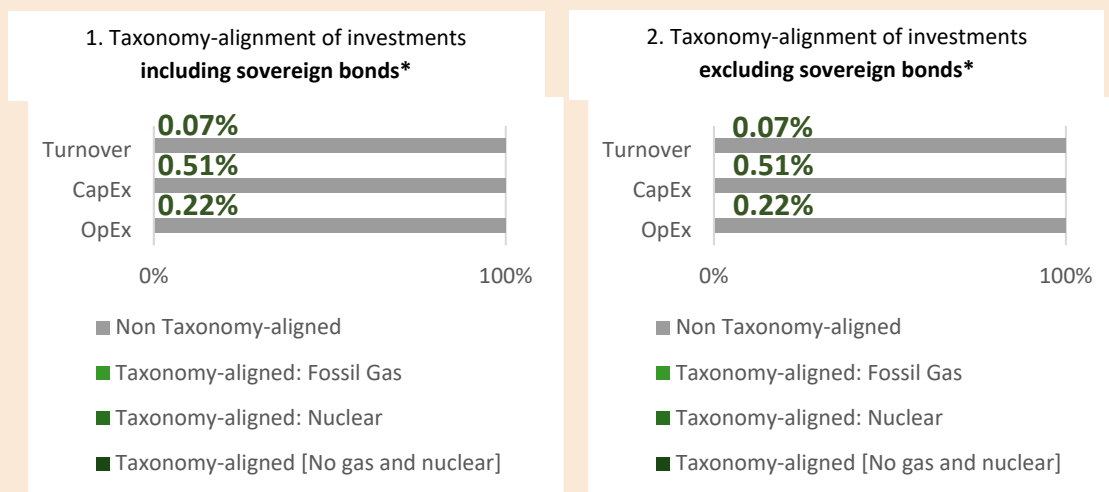 1. Taxonomy-alignment of investments
including sovereign bonds*
0.07%
Turnover
0.51%
CapEx
0.22%
OpEx
0%
100%
Non Taxonomy-aligned
Taxonomy-aligned: Fossil Gas
Taxonomy-aligned: Nuclear
Taxonomy-aligned [No gas and nuclear]
2. Taxonomy-alignment of investments
excluding sovereign bonds*
0.07%
Turnover
0.51%
CapEx
0.22%
OpEx
0%
100%
Non Taxonomy-aligned
Taxonomy-aligned: Fossil Gas
Taxonomy-aligned: Nuclear
Taxonomy-aligned [No gas and nuclear]